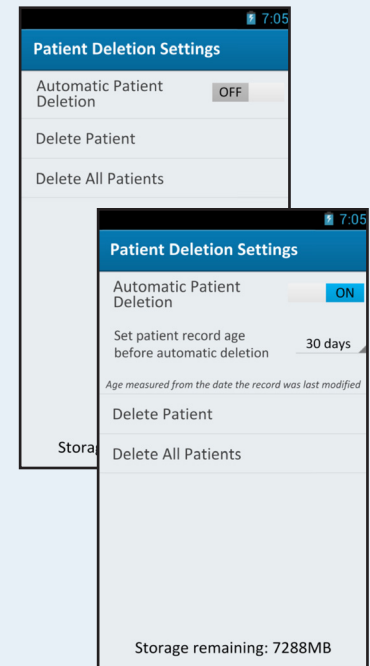 7:05
Patient Deletion Settings
Automatic Patient
Deletion
OFF
Delete Patient
Delete All Patients
7:05
Patient Deletion Settings
Automatic Patient
Deletion
ON
Set patient record age
before automatic deletion
30 days
Age measured from the date the record was last modified
Delete Patient
Delete All Patients
Storage remaining: 7288MB